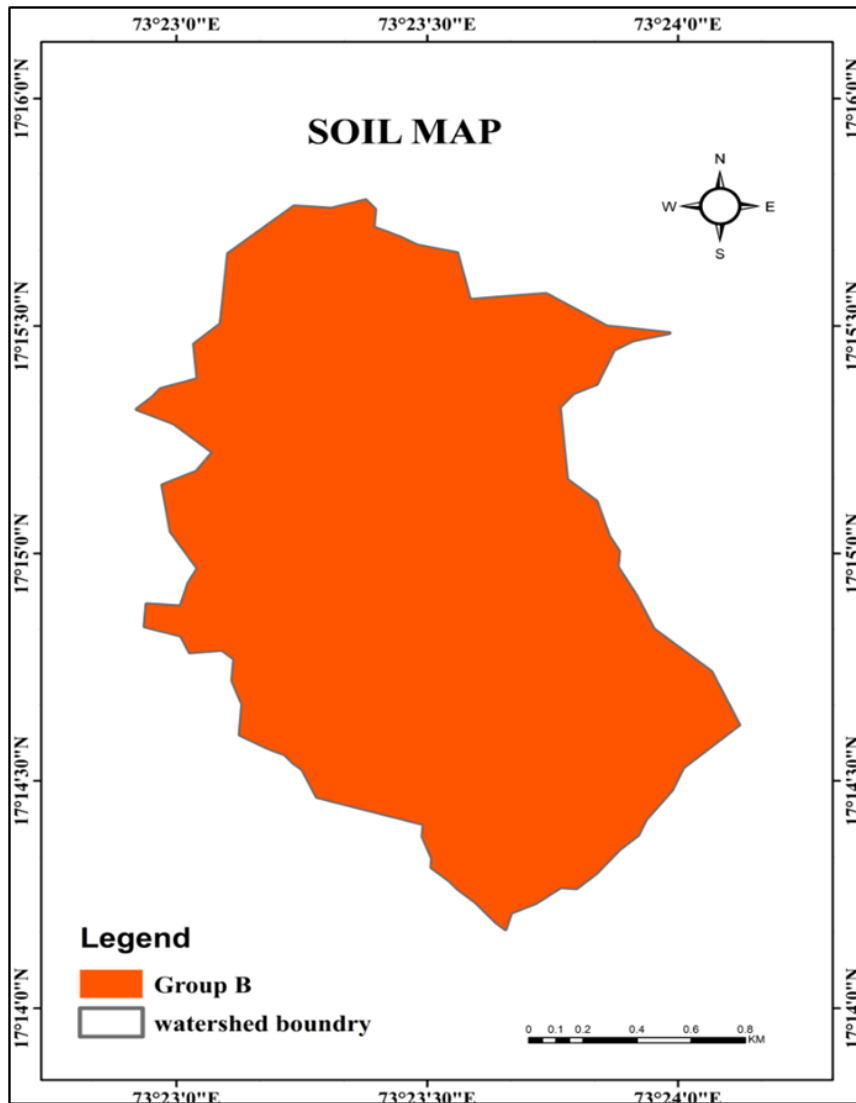 73°23'0"E 73°23'30"E 73°24'0"E
17°16'0"N 17°16'0"N
SOIL MAP
N
W E
S
17°15'30"N 17°15'30"N
17°15'0"N 17°15'0"N
17°14'30"N 17°14'30"N
Legend
Group B
watershed boundry
17°14'0"N 17°14'0"N
0 0.1 0.2 0.4 0.6 0.8
KM
73°23'0"E 73°23'30"E 73°24'0"E